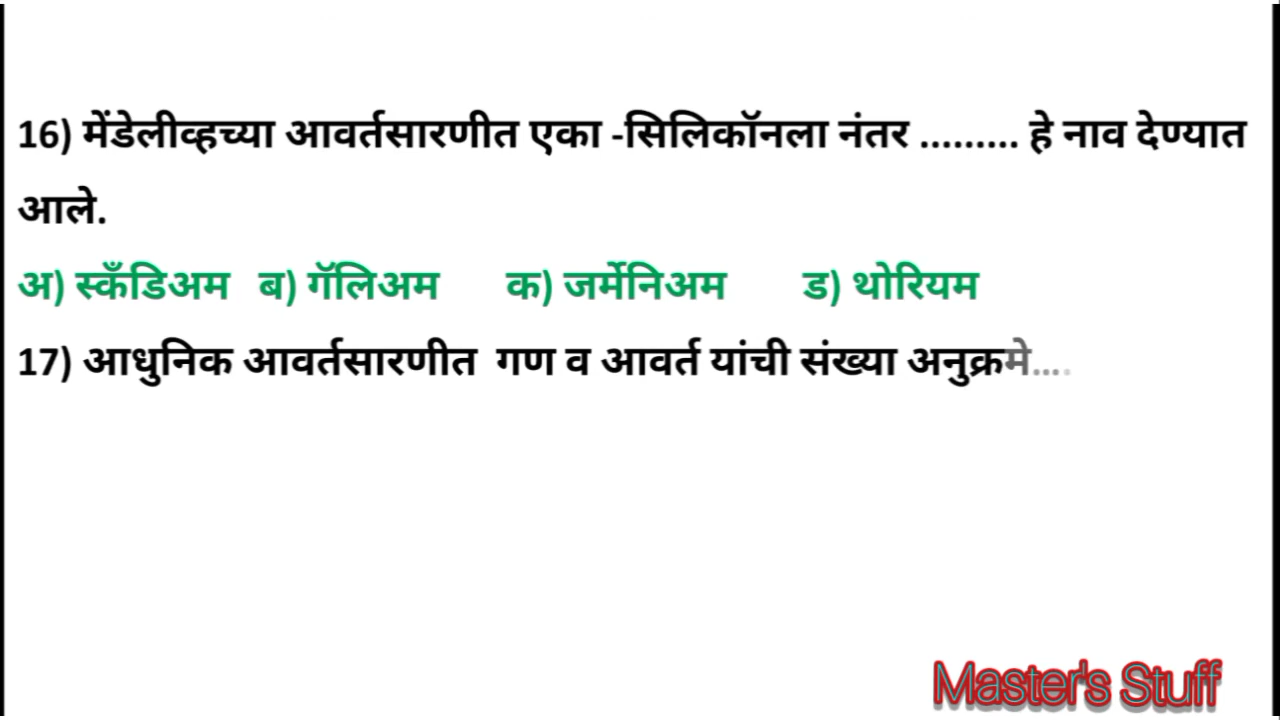 16) मेंडेलीव्हच्या आवर्तसारणीत एका -सिलिकॉनला नंतर ......... हे नाव देण्यात
आले.
अ) स्कँडिअम ब) गॅलिअम क) जर्मेनिअम ड) थोरियम
17) आधुनिक आवर्तसारणीत गण व आवर्त यांची संख्या अनुक्रमे....
Master's Stuff